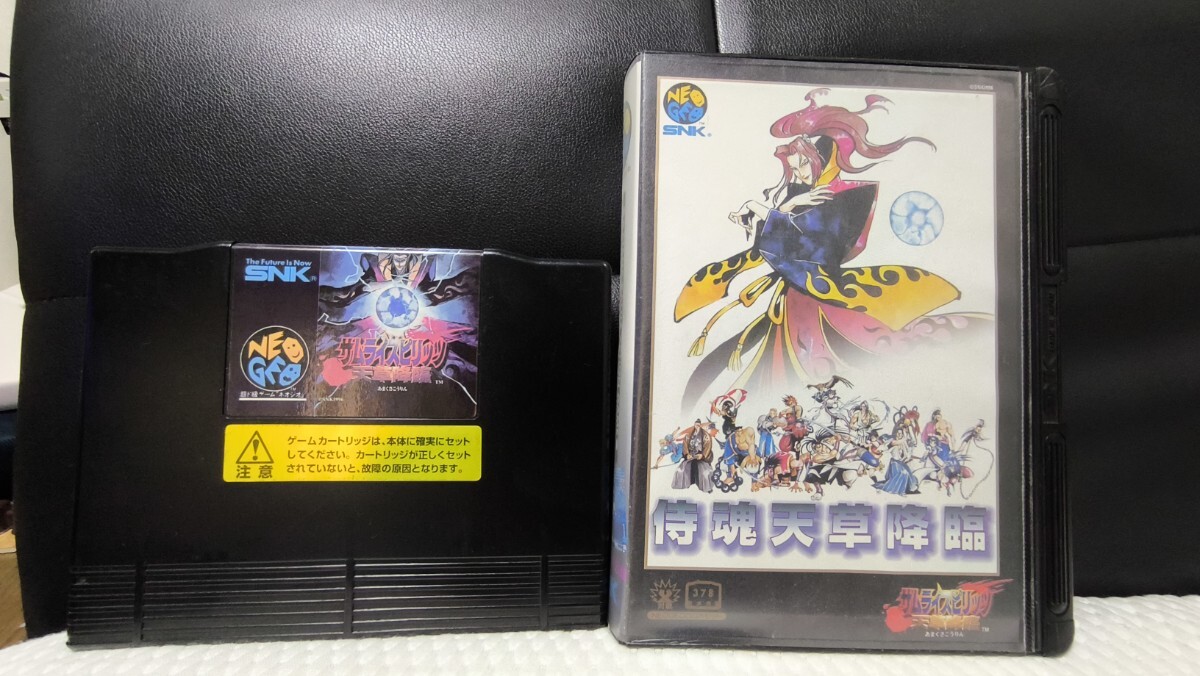 The Future Is Now
SNK®
NEO
GEO
サムライスピリッツ
天草降臨
TM
あまくさこうりん
ゲームカートリッジは、本体に確実にセット
してください。カートリッジが正しくセット
されていないと、故障の原因となります。
注意
NEO
GEO
SNK®
侍魂天草降臨
378
サムライスピリッツ
天草降臨
TM
あまくさこうりん